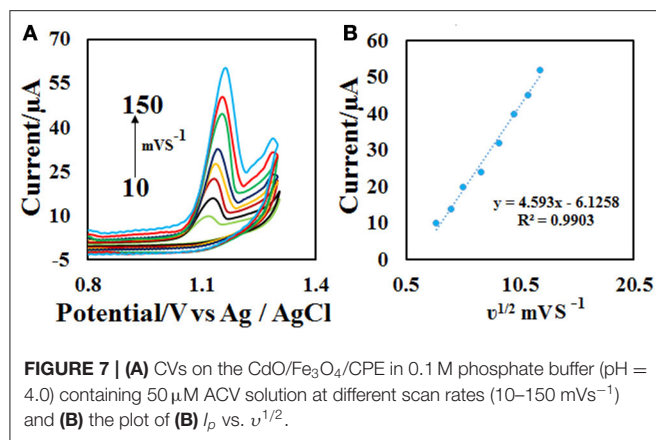 A
70
55
40
25
10
-5
Current/μA
150
mVS⁻¹
10
0.8
1.1
1.4
Potential/V vs Ag / AgCl
B
60
50
40
30
20
10
0
Current/μA
y = 4.593x - 6.1258
R² = 0.9903
0.5
10.5
20.5
υ¹/² mVS⁻¹
FIGURE 7 | (A) CVs on the CdO/Fe₃O₄/CPE in 0.1 M phosphate buffer (pH =
4.0) containing 50 μM ACV solution at different scan rates (10–150 mVs⁻¹)
and (B) the plot of (B) Iₚ vs. υ¹/².